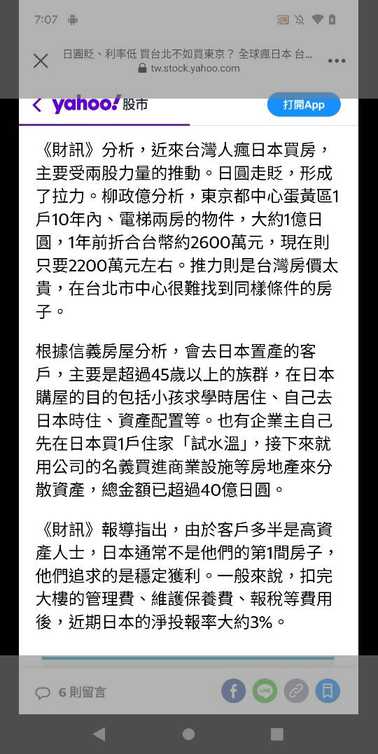 7:07
日圓貶、利率低 買台北不如買東京？ 全球瘋日本 台...
tw.stock.yahoo.com
yahoo! 股市
打開App
《財訊》分析，近來台灣人瘋日本買房，
主要受兩股力量的推動。日圓走貶，形成
了拉力。柳政億分析，東京都中心蛋黃區1
戶10年內、電梯兩房的物件，大約1億日
圓，1年前折合台幣約2600萬元，現在則
只要2200萬元左右。推力則是台灣房價太
貴，在台北市中心很難找到同樣條件的房
子。
根據信義房屋分析，會去日本置產的客
戶，主要是超過45歲以上的族群，在日本
購屋的目的包括小孩求學時居住、自己去
日本時住、資產配置等。也有企業主自己
先在日本買1戶住家「試水溫」，接下來就
用公司的名義買進商業設施等房地產來分
散資產，總金額已超過40億日圓。
《財訊》報導指出，由於客戶多半是高資
產人士，日本通常不是他們的第1間房子，
他們追求的是穩定獲利。一般來說，扣完
大樓的管理費、維護保養費、報稅等費用
後，近期日本的淨投報率大約3%。
6 則留言